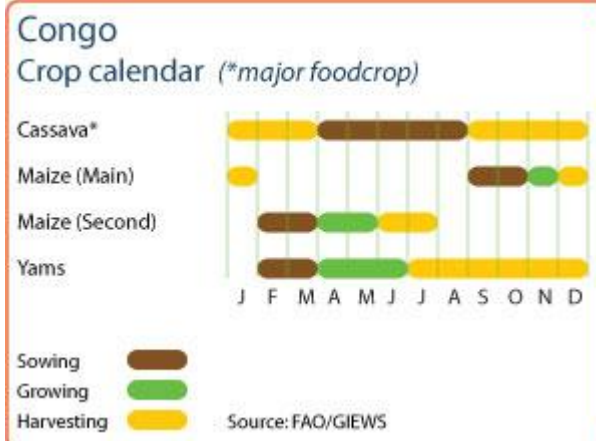 Congo
Crop calendar (*major foodcrop)
Cassava*
Maize (Main)
Maize (Second)
Yams
J F M A M J J A S O N D
Sowing
Growing
Harvesting Source: FAO/GIEWS